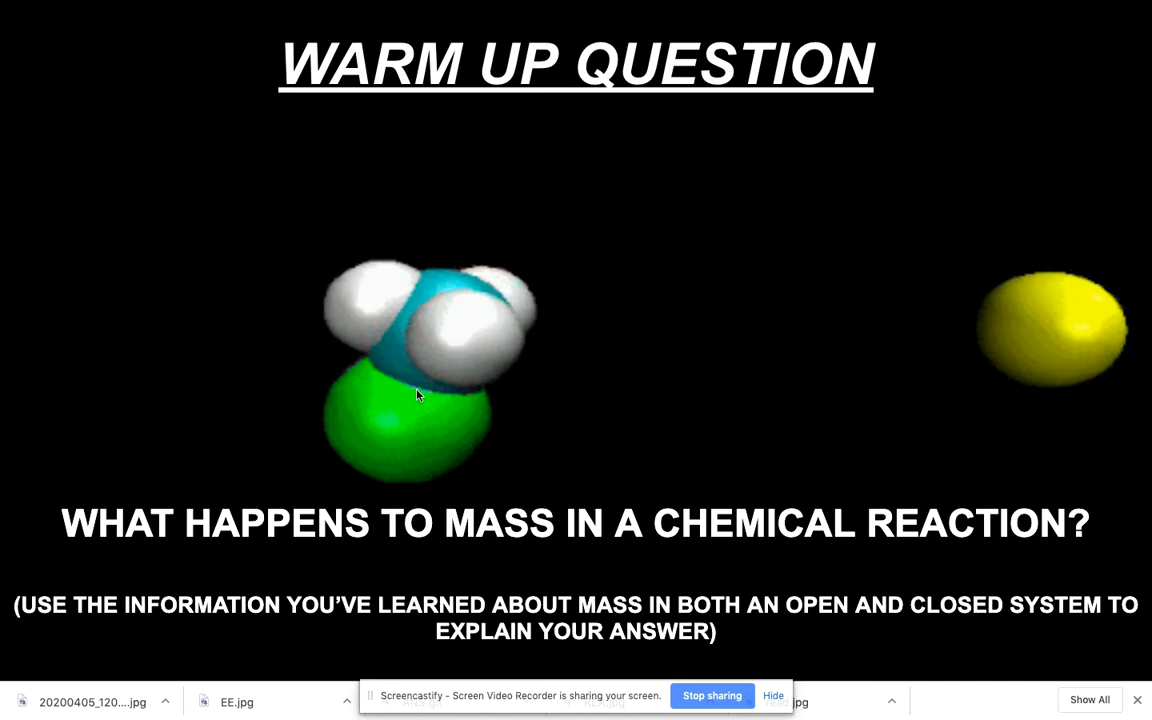 WARM UP QUESTION
WHAT HAPPENS TO MASS IN A CHEMICAL REACTION?
(USE THE INFORMATION YOU’VE LEARNED ABOUT MASS IN BOTH AN OPEN AND CLOSED SYSTEM TO
EXPLAIN YOUR ANSWER)
20200405_120....jpg
EE.jpg
Screencastify - Screen Video Recorder is sharing your screen.
Stop sharing
Hide
Show All